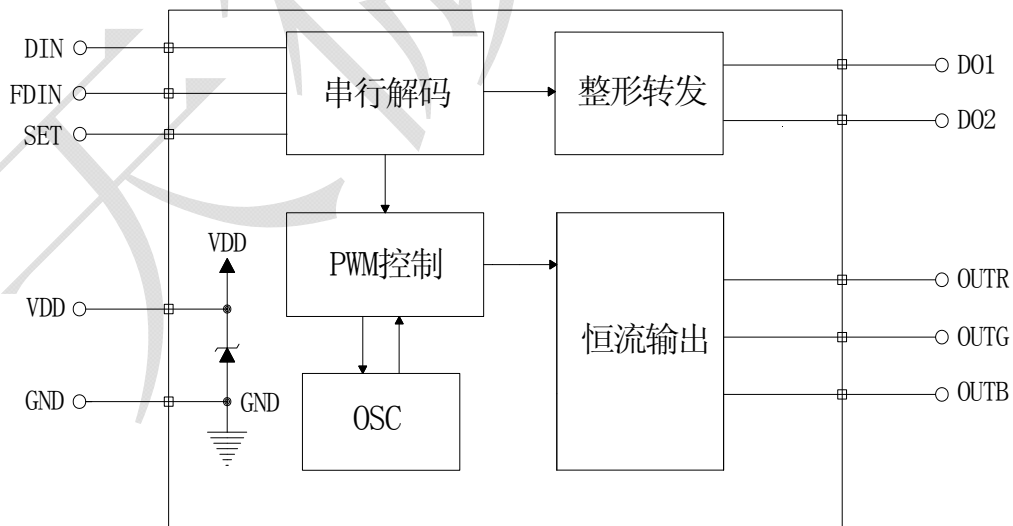 DIN
FDIN
SET
串行解码
整形转发
DO1
DO2
VDD
PWM控制
VDD
GND
GND
OSC
恒流输出
OUTR
OUTG
OUTB